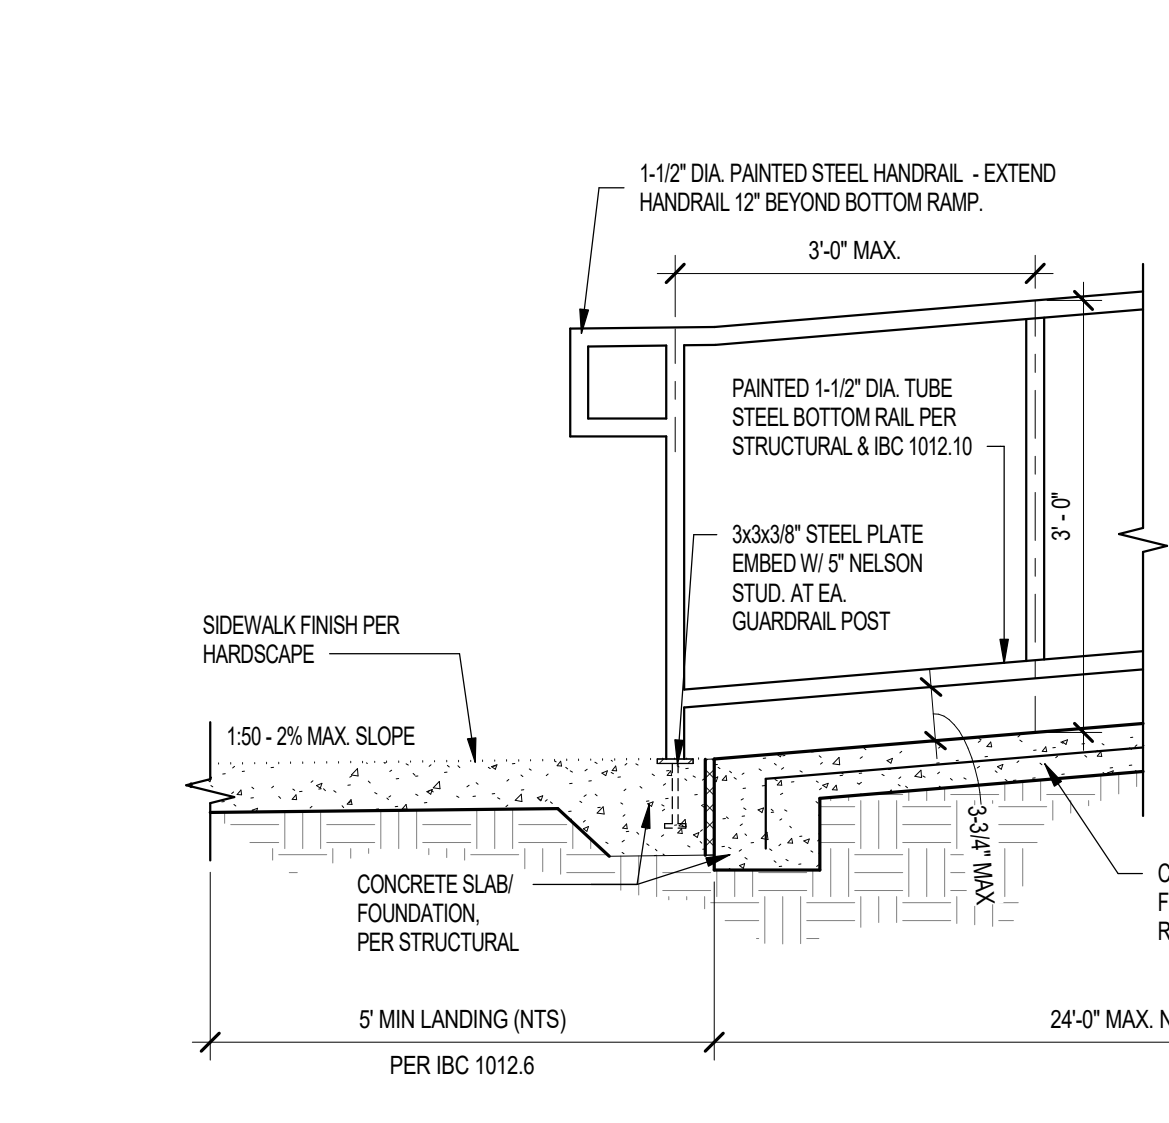 1-1/2" DIA. PAINTED STEEL HANDRAIL - EXTEND
HANDRAIL 12" BEYOND BOTTOM RAMP.
3'-0" MAX.
PAINTED 1-1/2" DIA. TUBE
STEEL BOTTOM RAIL PER
STRUCTURAL & IBC 1012.10
3' - 0"
3x3x3/8" STEEL PLATE
EMBED W/ 5" NELSON
STUD. AT EA.
GUARDRAIL POST
SIDEWALK FINISH PER
HARDSCAPE
1:50 - 2% MAX. SLOPE
3-3/4" MAX
CONCRETE SLAB/
FOUNDATION,
PER STRUCTURAL
5' MIN LANDING (NTS)
PER IBC 1012.6
24'-0" MAX.